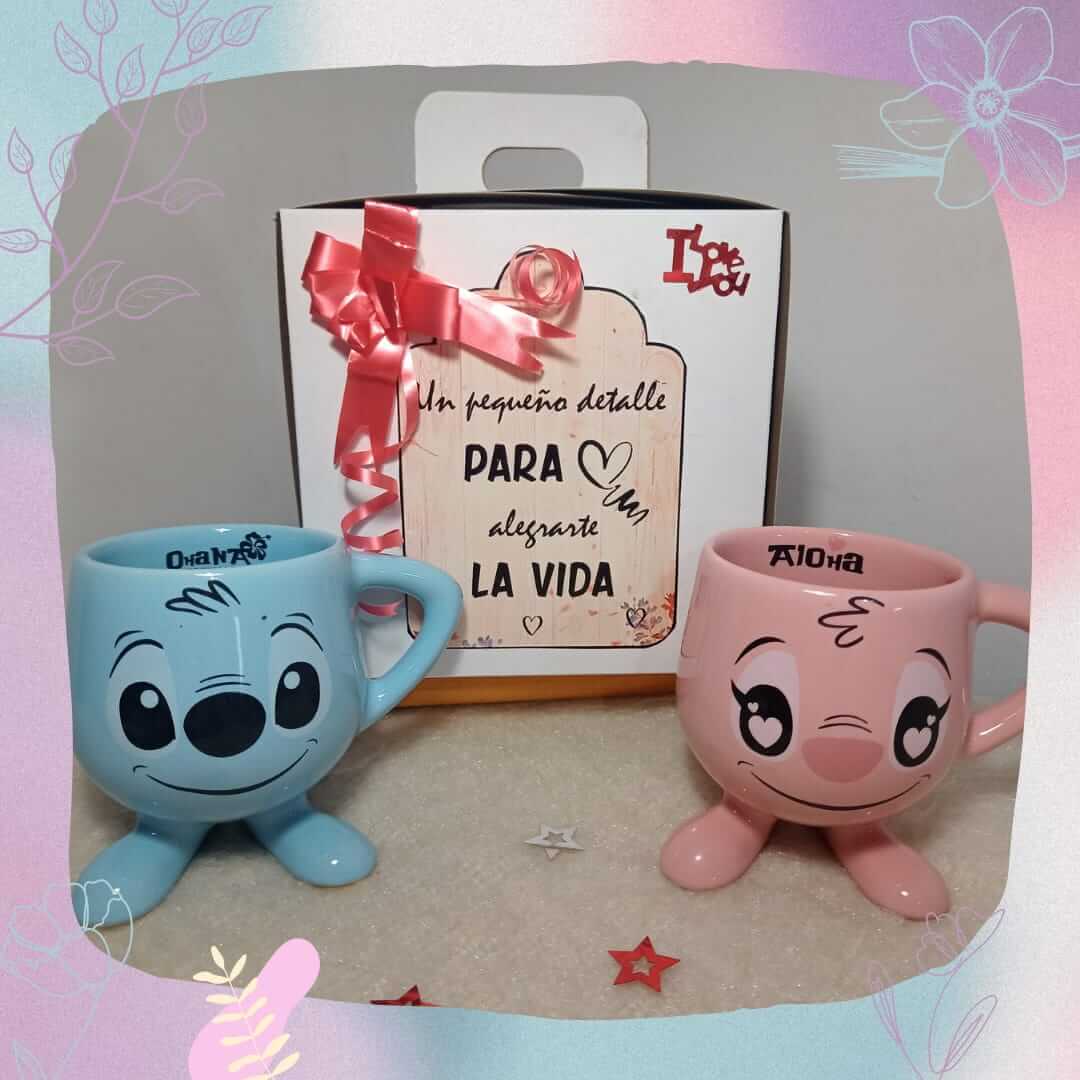 I love
you
Un pequeño detalle
PARA
alegrarte
LA VIDA
OHANA
Aloha